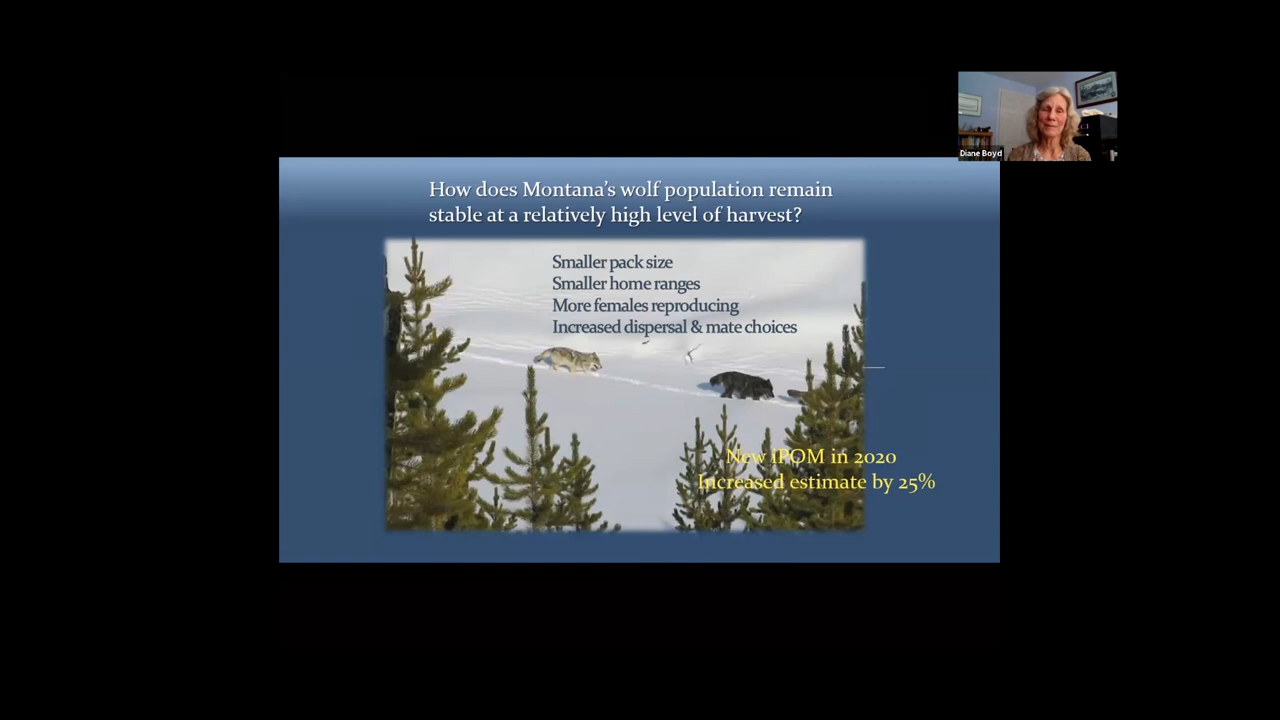 Diane Boyd
How does Montana's wolf population remain
stable at a relatively high level of harvest?
Smaller pack size
Smaller home ranges
More females reproducing
Increased dispersal & mate choices
New iPOM in 2020
Increased estimate by 25%